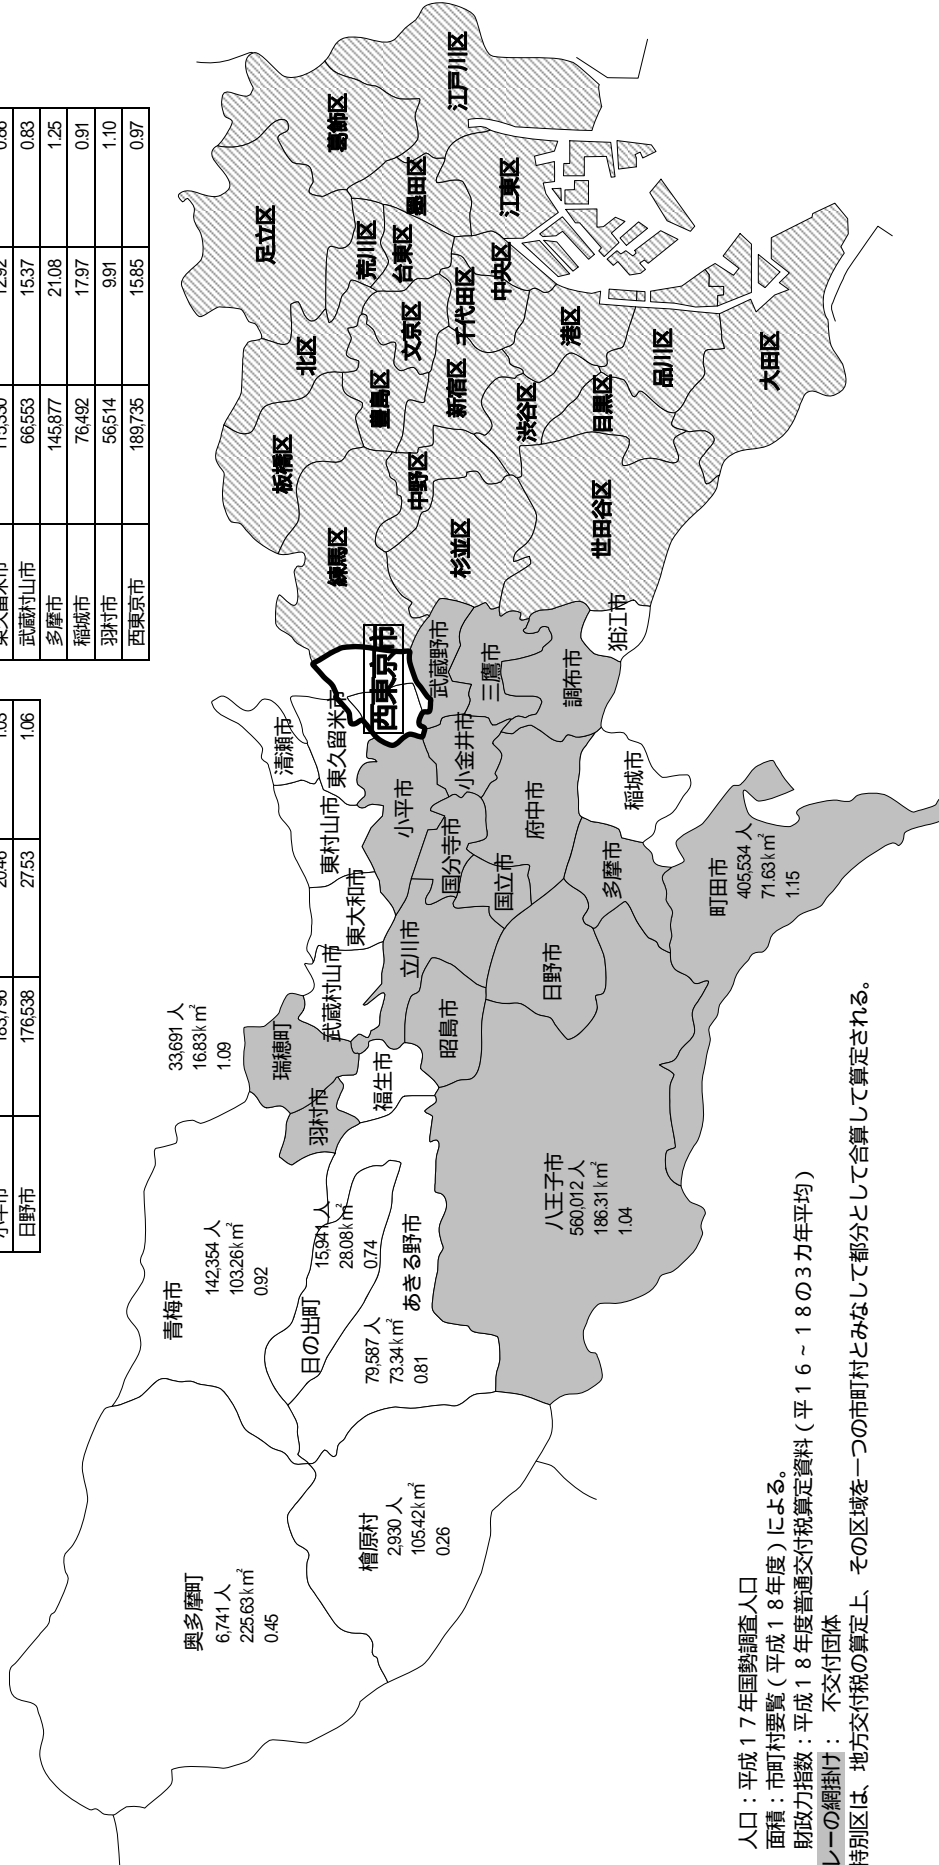 武蔵村山市 66,553 15.37 0.83
多摩市 145,877 21.08 1.25
稲城市 76,492 17.97 0.91
羽村市 56,514 9.91 1.10
西東京市 189,735 15.85 0.97
日野市 176,538 27.53 1.06
奥多摩町
6,741 人
225.63ｋ㎡
0.45
檜原村
2,930 人
105.42ｋ㎡
0.26
青梅市
142,354 人
103.26ｋ㎡
0.92
日の出町
15,941 人
28.08ｋ㎡
0.74
あきる野市
79,587 人
73.34ｋ㎡
0.81
33,691 人
16.83ｋ㎡
1.09
瑞穂町
羽村市
福生市
武蔵村山市
東大和市
東村山市
清瀬市
東久留米市
西東京市
昭島市
立川市
小平市
国分寺市
国立市
小金井市
武蔵野市
三鷹市
府中市
調布市
狛江市
稲城市
多摩市
日野市
八王子市
560,012 人
186.31ｋ㎡
1.04
町田市
405,534 人
71.63ｋ㎡
1.15
練馬区
板橋区
北区
足立区
葛飾区
江戸川区
荒川区
台東区
墨田区
江東区
豊島区
文京区
千代田区
中央区
中野区
新宿区
杉並区
渋谷区
港区
目黒区
品川区
世田谷区
大田区
人口：平成１７年国勢調査人口
面積：市町村要覧（平成１８年度）による。
財政力指数：平成１８年度普通交付税算定資料（平１６～１８の３カ年平均）
レーの網掛け： 不交付団体
特別区は、地方交付税の算定上、その区域を一つの市町村とみなして都分として合算して算定される。